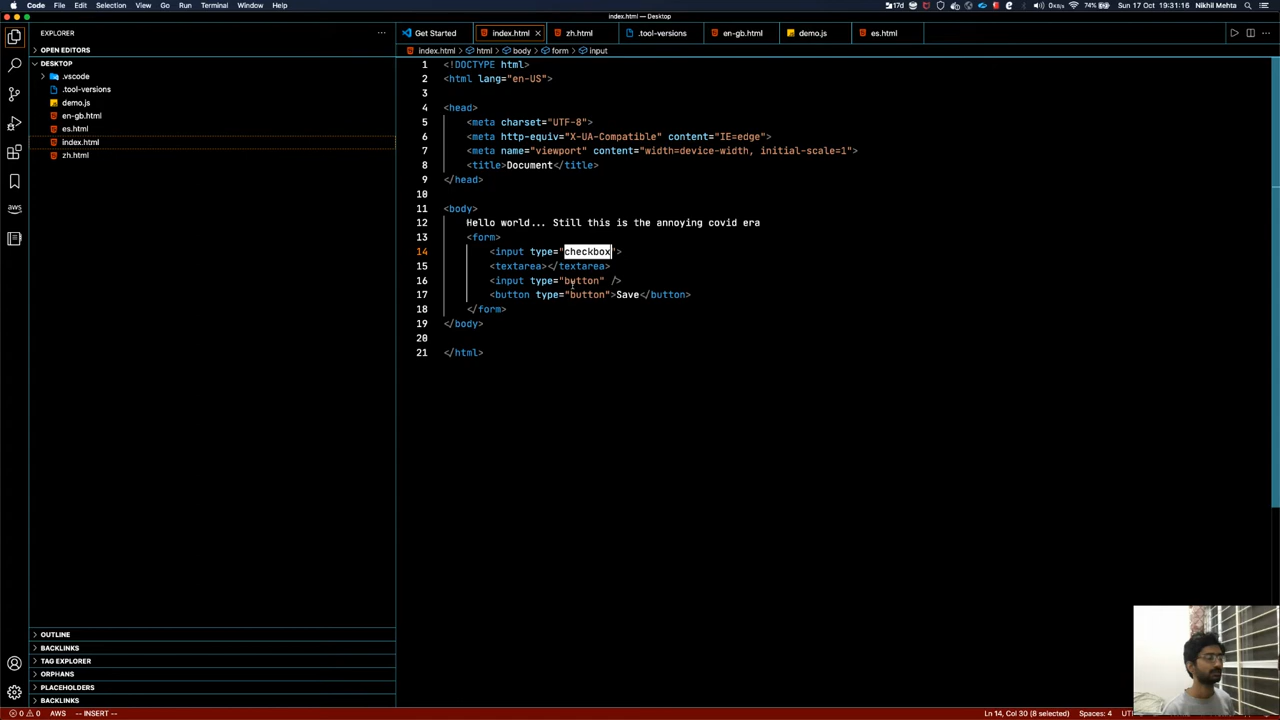 Code File Edit Selection View Go Run Terminal Window Help 17d 0KB/s 74% Sun 17 Oct 19:31:16 Nikhil Mehta
index.html — Desktop
EXPLORER
Get Started index.html zh.html .tool-versions en-gb.html demo.js es.html
OPEN EDITORS
index.html > html > body > form > input
DESKTOP
.vscode
.tool-versions
demo.js
en-gb.html
es.html
index.html
zh.html
1 <!DOCTYPE html>
2 <html lang="en-US">
3
4 <head>
5 <meta charset="UTF-8">
6 <meta http-equiv="X-UA-Compatible" content="IE=edge">
7 <meta name="viewport" content="width=device-width, initial-scale=1">
8 <title>Document</title>
9 </head>
10
11 <body>
12 Hello world... Still this is the annoying covid era
13 <form>
14 <input type="checkbox">
15 <textarea></textarea>
16 <input type="button" />
17 <button type="button">Save</button>
18 </form>
19 </body>
20
21 </html>
OUTLINE
BACKLINKS
TAG EXPLORER
ORPHANS
PLACEHOLDERS
BACKLINKS
0 0 AWS -- INSERT -- Ln 14, Col 30 (8 selected) Spaces: 4